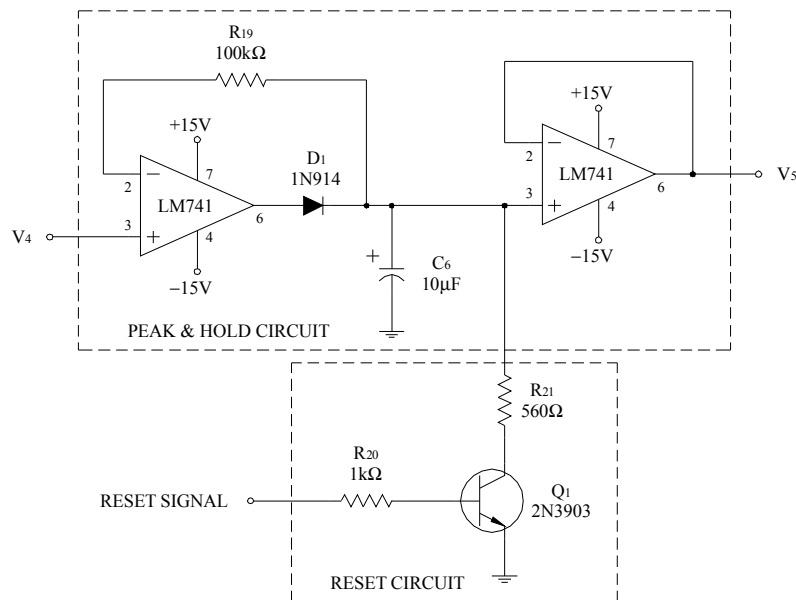 R19
100kΩ
+15V
+15V
D1
1N914
7
7
2
−
LM741
6
2
−
LM741
6
V5
V4
3
+
4
3
+
4
−15V
−15V
+
C6
10µF
PEAK & HOLD CIRCUIT
R21
560Ω
R20
1kΩ
RESET SIGNAL
Q1
2N3903
RESET CIRCUIT